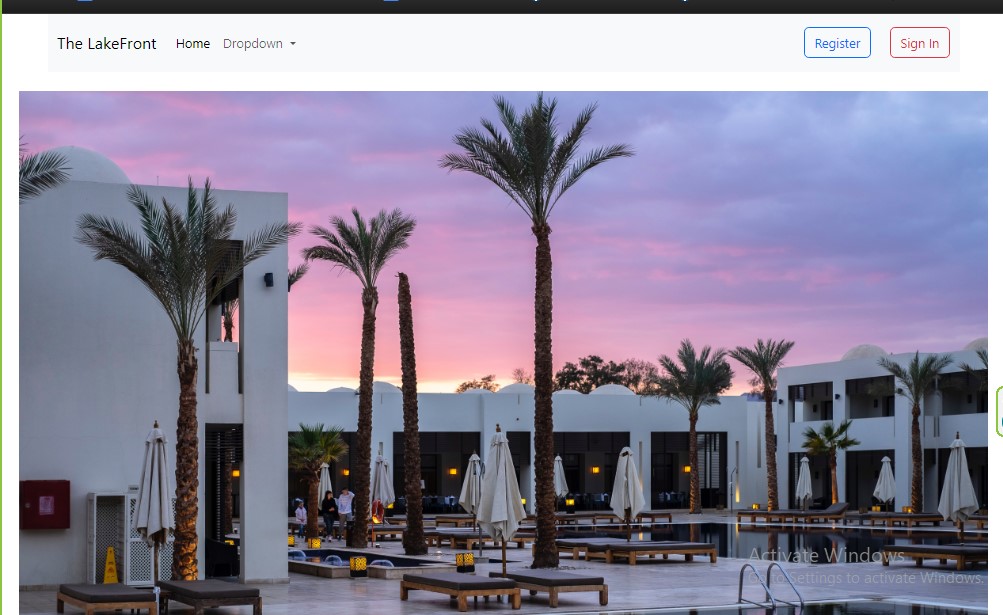 The LakeFront
Home
Dropdown
Register
Sign In
Activate Windows
Go to Settings to activate Windows.